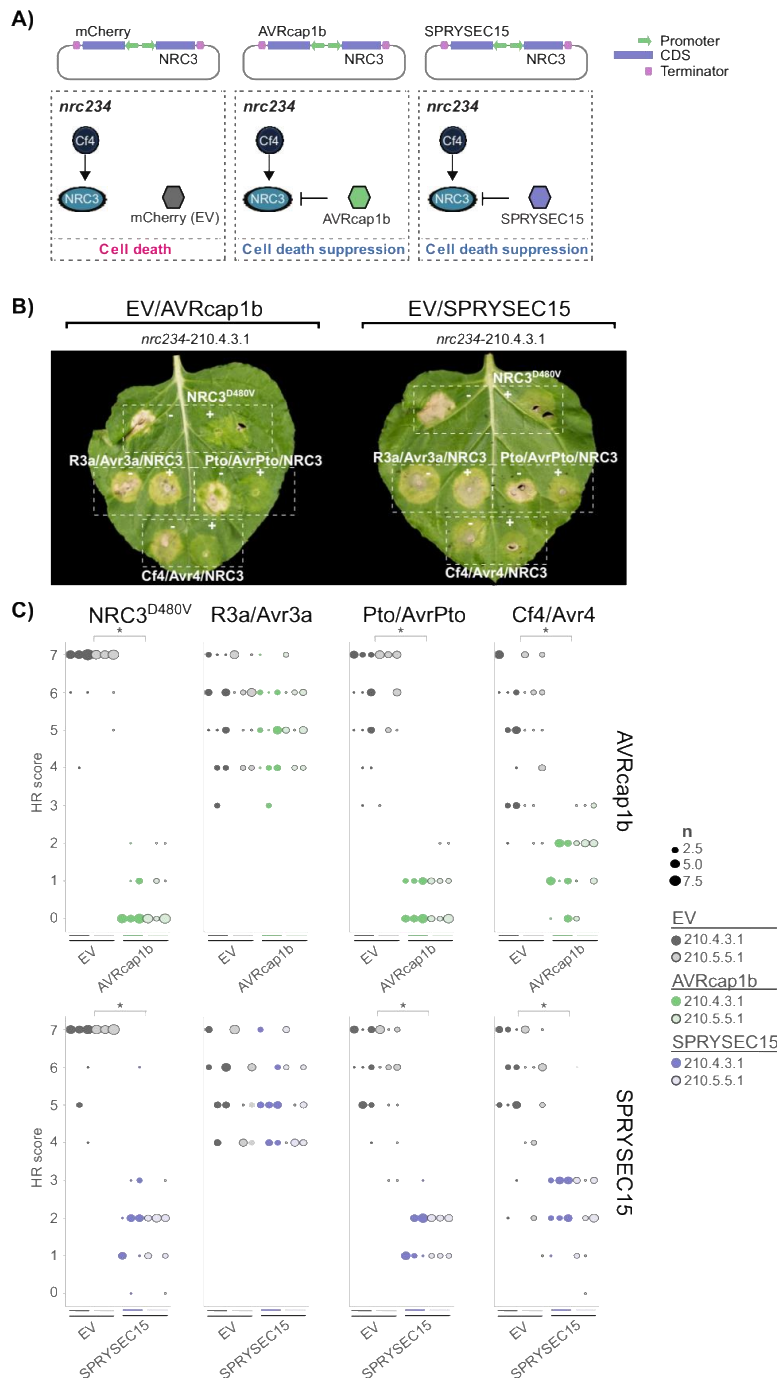 A)
mCherry
NRC3
AVRcap1b
NRC3
SPRYSEC15
NRC3
Promoter
CDS
Terminator
nrc234
Cf4
NRC3
mCherry (EV)
Cell death
nrc234
Cf4
NRC3
AVRcap1b
Cell death suppression
nrc234
Cf4
NRC3
SPRYSEC15
Cell death suppression
B)
EV/AVRcap1b
nrc234-210.4.3.1
NRC3D480V
- +
R3a/Avr3a/NRC3 Pto/AvrPto/NRC3
- + - +
- +
Cf4/Avr4/NRC3
EV/SPRYSEC15
nrc234-210.4.3.1
NRC3D480V
- +
R3a/Avr3a/NRC3 Pto/AvrPto/NRC3
- + - +
- +
Cf4/Avr4/NRC3
C)
NRC3D480V R3a/Avr3a Pto/AvrPto Cf4/Avr4
* * *
HR score
7
6
5
4
3
2
1
0
EV AVRcap1b EV AVRcap1b EV AVRcap1b EV AVRcap1b
AVRcap1b
* * *
HR score
7
6
5
4
3
2
1
0
EV SPRYSEC15 EV SPRYSEC15 EV SPRYSEC15 EV SPRYSEC15
SPRYSEC15
n
2.5
5.0
7.5
EV
210.4.3.1
210.5.5.1
AVRcap1b
210.4.3.1
210.5.5.1
SPRYSEC15
210.4.3.1
210.5.5.1